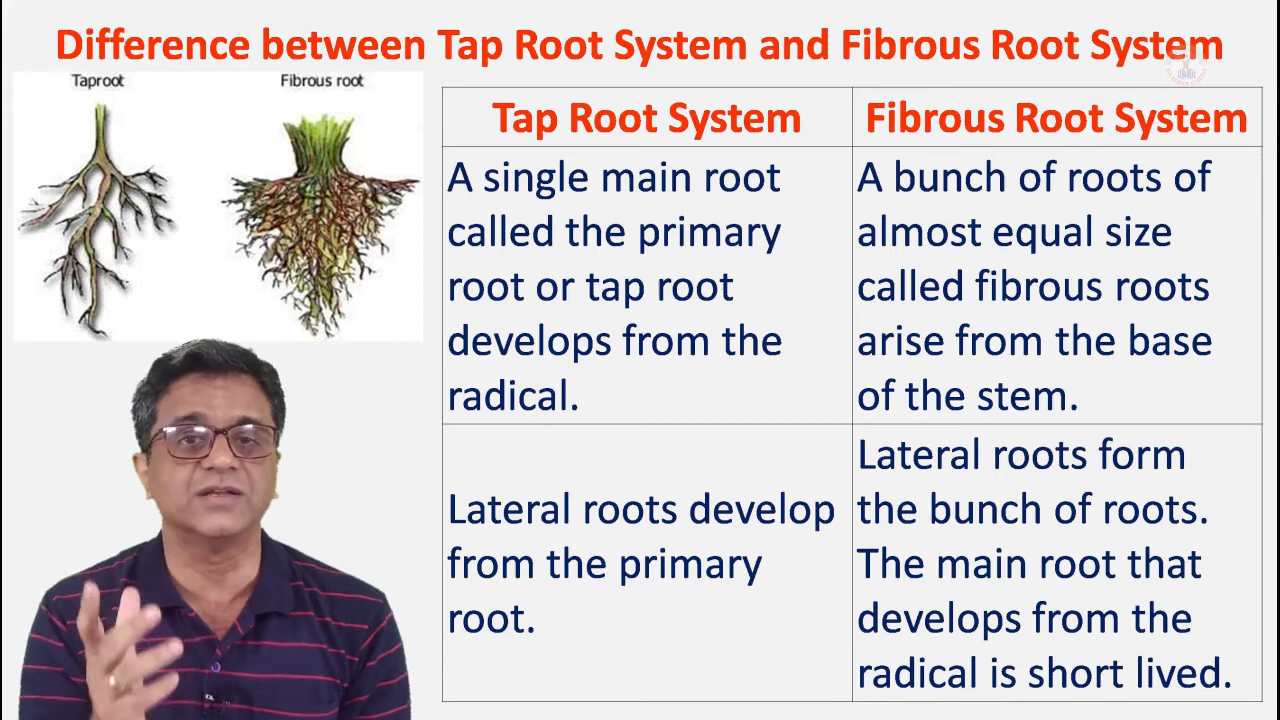 Difference between Tap Root System and Fibrous Root System
Taproot
Fibrous root
Tap Root System
Fibrous Root System
A single main root
called the primary
root or tap root
develops from the
radical.
A bunch of roots of
almost equal size
called fibrous roots
arise from the base
of the stem.
Lateral roots develop
from the primary
root.
Lateral roots form
the bunch of roots.
The main root that
develops from the
radical is short lived.